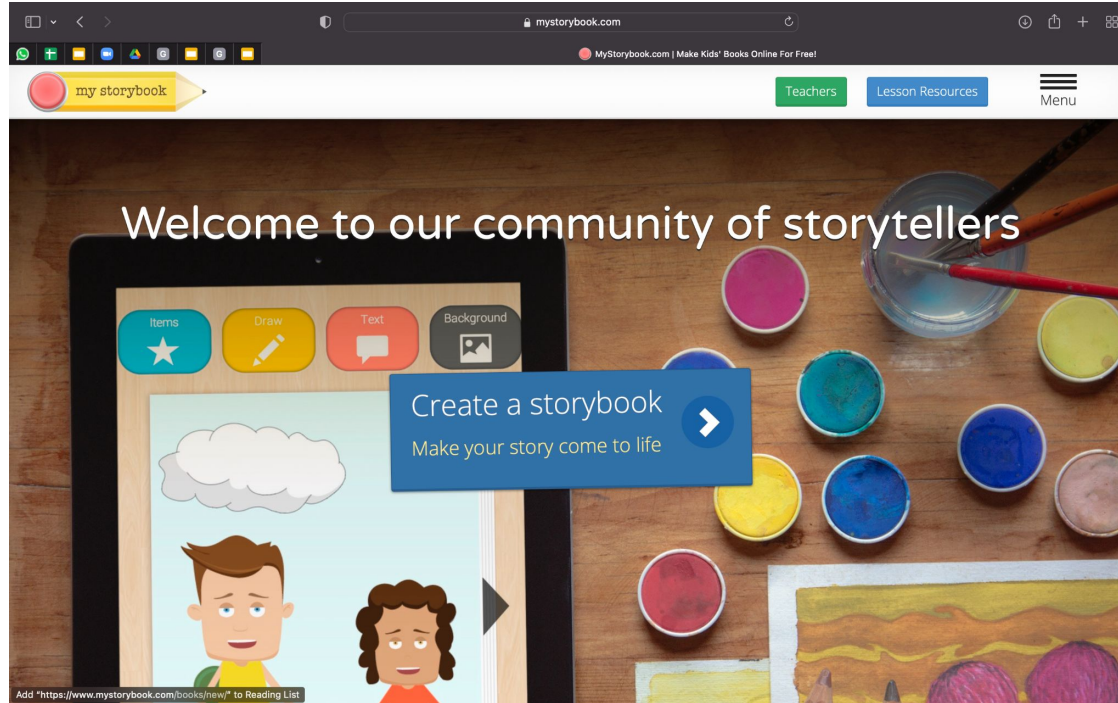 mystorybook.com
MyStorybook.com | Make Kids' Books Online For Free!
my storybook
Teachers
Lesson Resources
Menu
Welcome to our community of storytellers
Items
Draw
Text
Background
Create a storybook
Make your story come to life
Add "https://www.mystorybook.com/books/new/" to Reading List